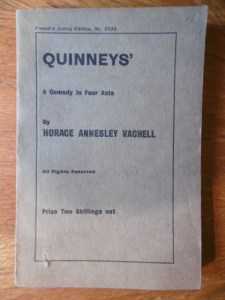 French's Acting Edition, No. 2536
QUINNEYS'
A Comedy in Four Acts
By
HORACE ANNESLEY VACHELL
All Rights Reserved
Price Two Shillings net